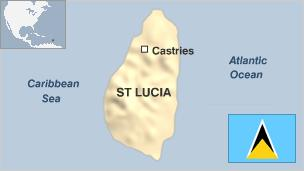 Castries
Atlantic
Ocean
Caribbean
Sea
ST LUCIA